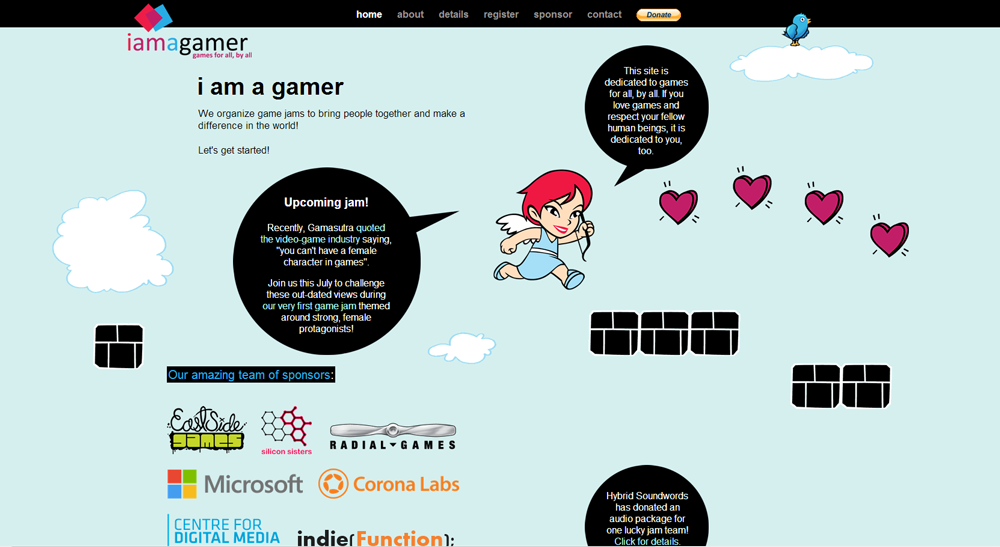 home about details register sponsor contact Donate
iamagamer
games for all, by all
i am a gamer
We organize game jams to bring people together and make a
difference in the world!
Let's get started!
This site is
dedicated to games
for all, by all. If you
love games and
respect your fellow
human beings, it is
dedicated to you,
too.
Upcoming jam!
Recently, Gamasutra quoted
the video-game industry saying,
"you can't have a female
character in games".
Join us this July to challenge
these out-dated views during
our very first game jam themed
around strong, female
protagonists!
Our amazing team of sponsors:
EastSide
games
silicon sisters
RADIAL GAMES
Microsoft
Corona Labs
CENTRE FOR
DIGITAL MEDIA
indie(Function);
Hybrid Soundwords
has donated an
audio package for
one lucky jam team!
Click for details.